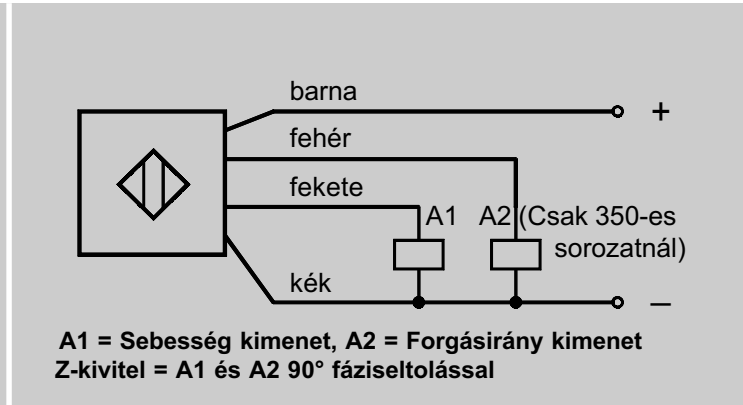 barna
+
fehér
fekete
A1 A2 (Csak 350-es
sorozatnál)
kék
–
A1 = Sebesség kimenet, A2 = Forgásirány kimenet
Z-kivitel = A1 és A2 90° fáziseltolással